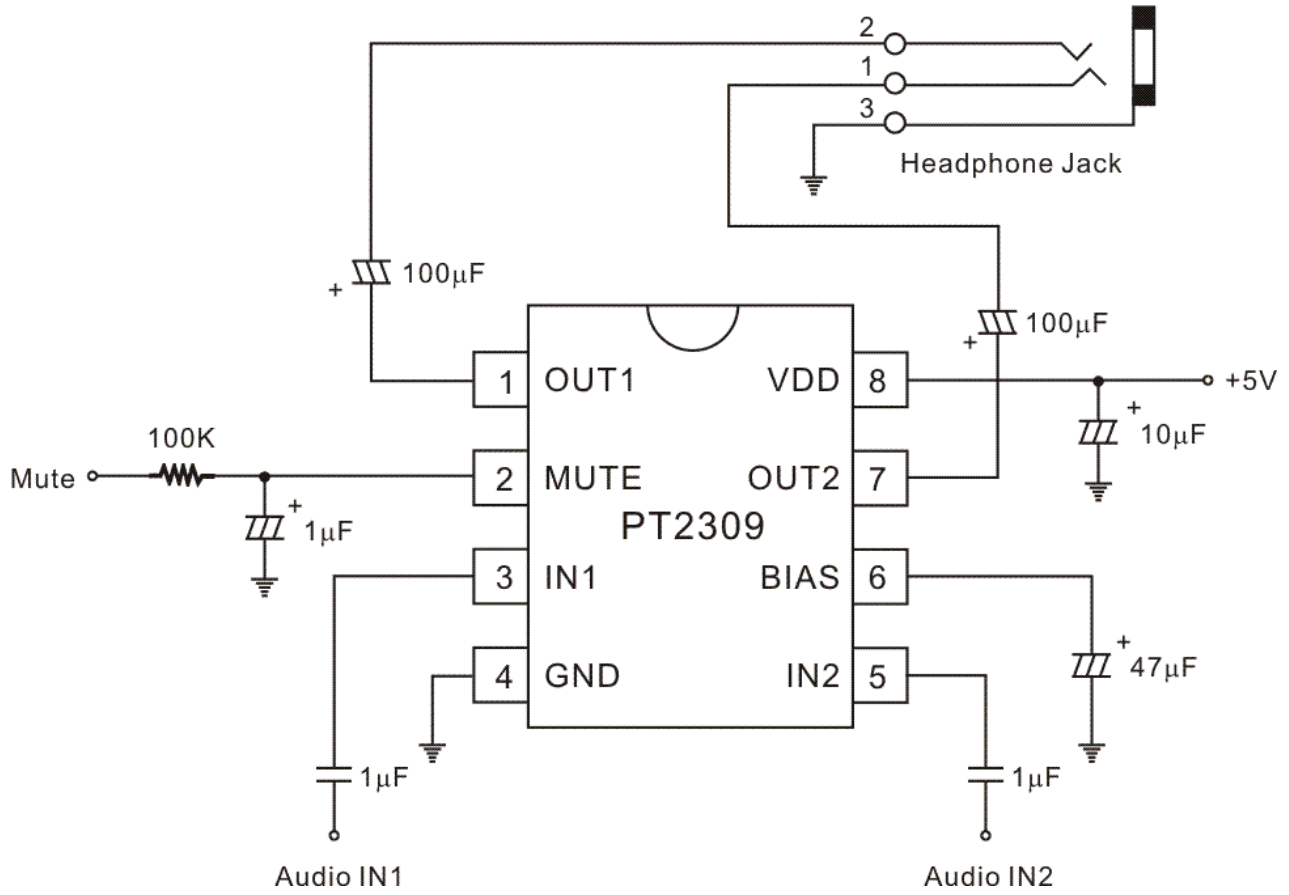 2
1
3
Headphone Jack
+ 100μF
+ 100μF
1 OUT1 VDD 8
+5V
+ 10μF
100K
Mute
2 MUTE OUT2 7
+ 1μF
PT2309
3 IN1 BIAS 6
+ 47μF
4 GND IN2 5
1μF
1μF
Audio IN1
Audio IN2